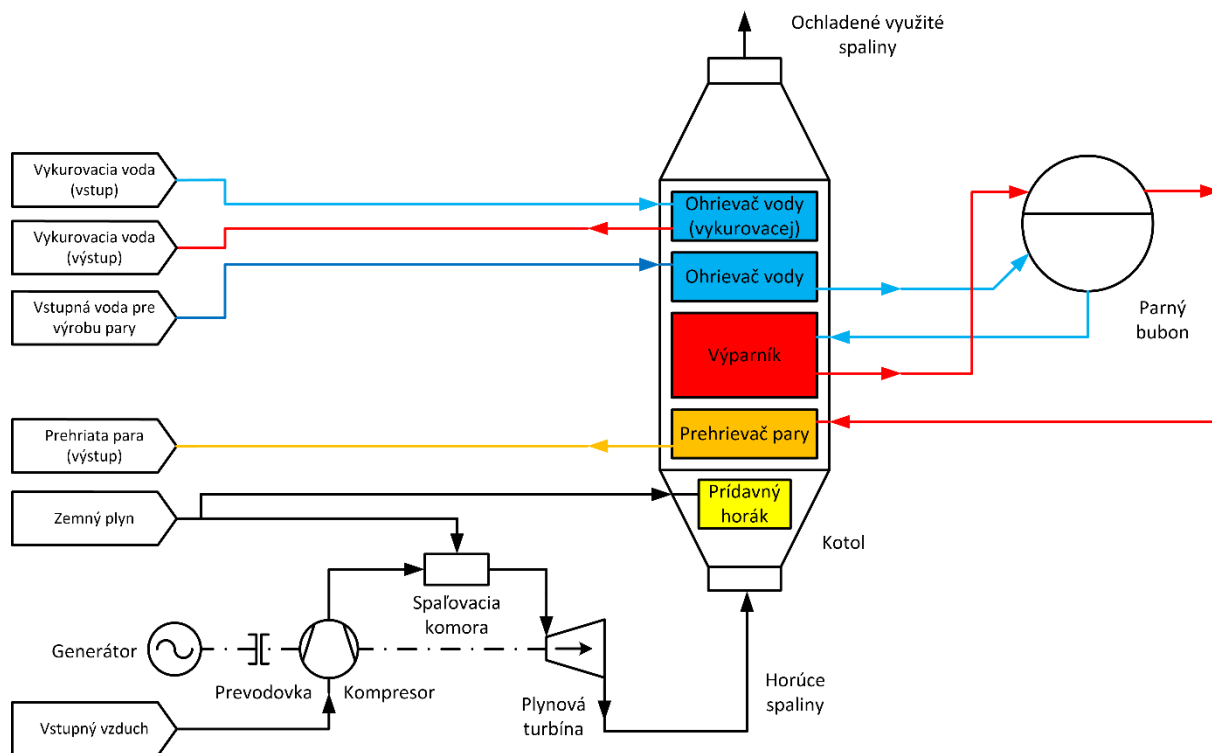 Ochladené využité
spaliny
Vykurovacia voda
(vstup)
Ohrievač vody
(vykurovacej)
Vykurovacia voda
(výstup)
Ohrievač vody
Vstupná voda pre
výrobu pary
Parný
bubon
Výparník
Prehriata para
(výstup)
Prehrievač pary
Zemný plyn
Prídavný
horák
Kotol
Spaľovacia
komora
Generátor
Prevodovka
Kompresor
Plynová
turbína
Horúce
spaliny
Vstupný vzduch